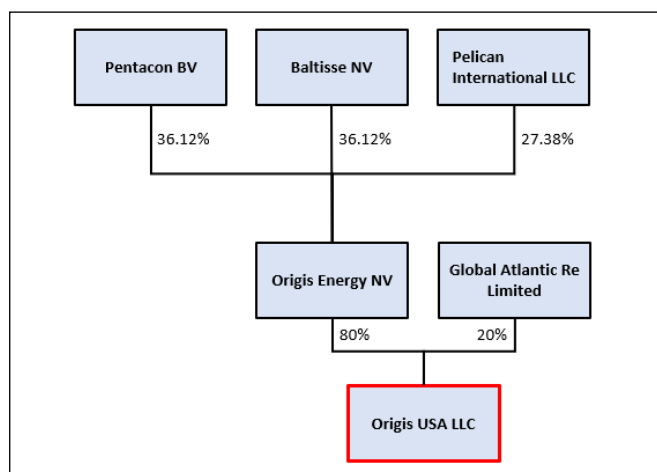 Pentacon BV
Baltisse NV
Pelican
International LLC
36.12%
36.12%
27.38%
Origis Energy NV
Global Atlantic Re
Limited
80%
20%
Origis USA LLC